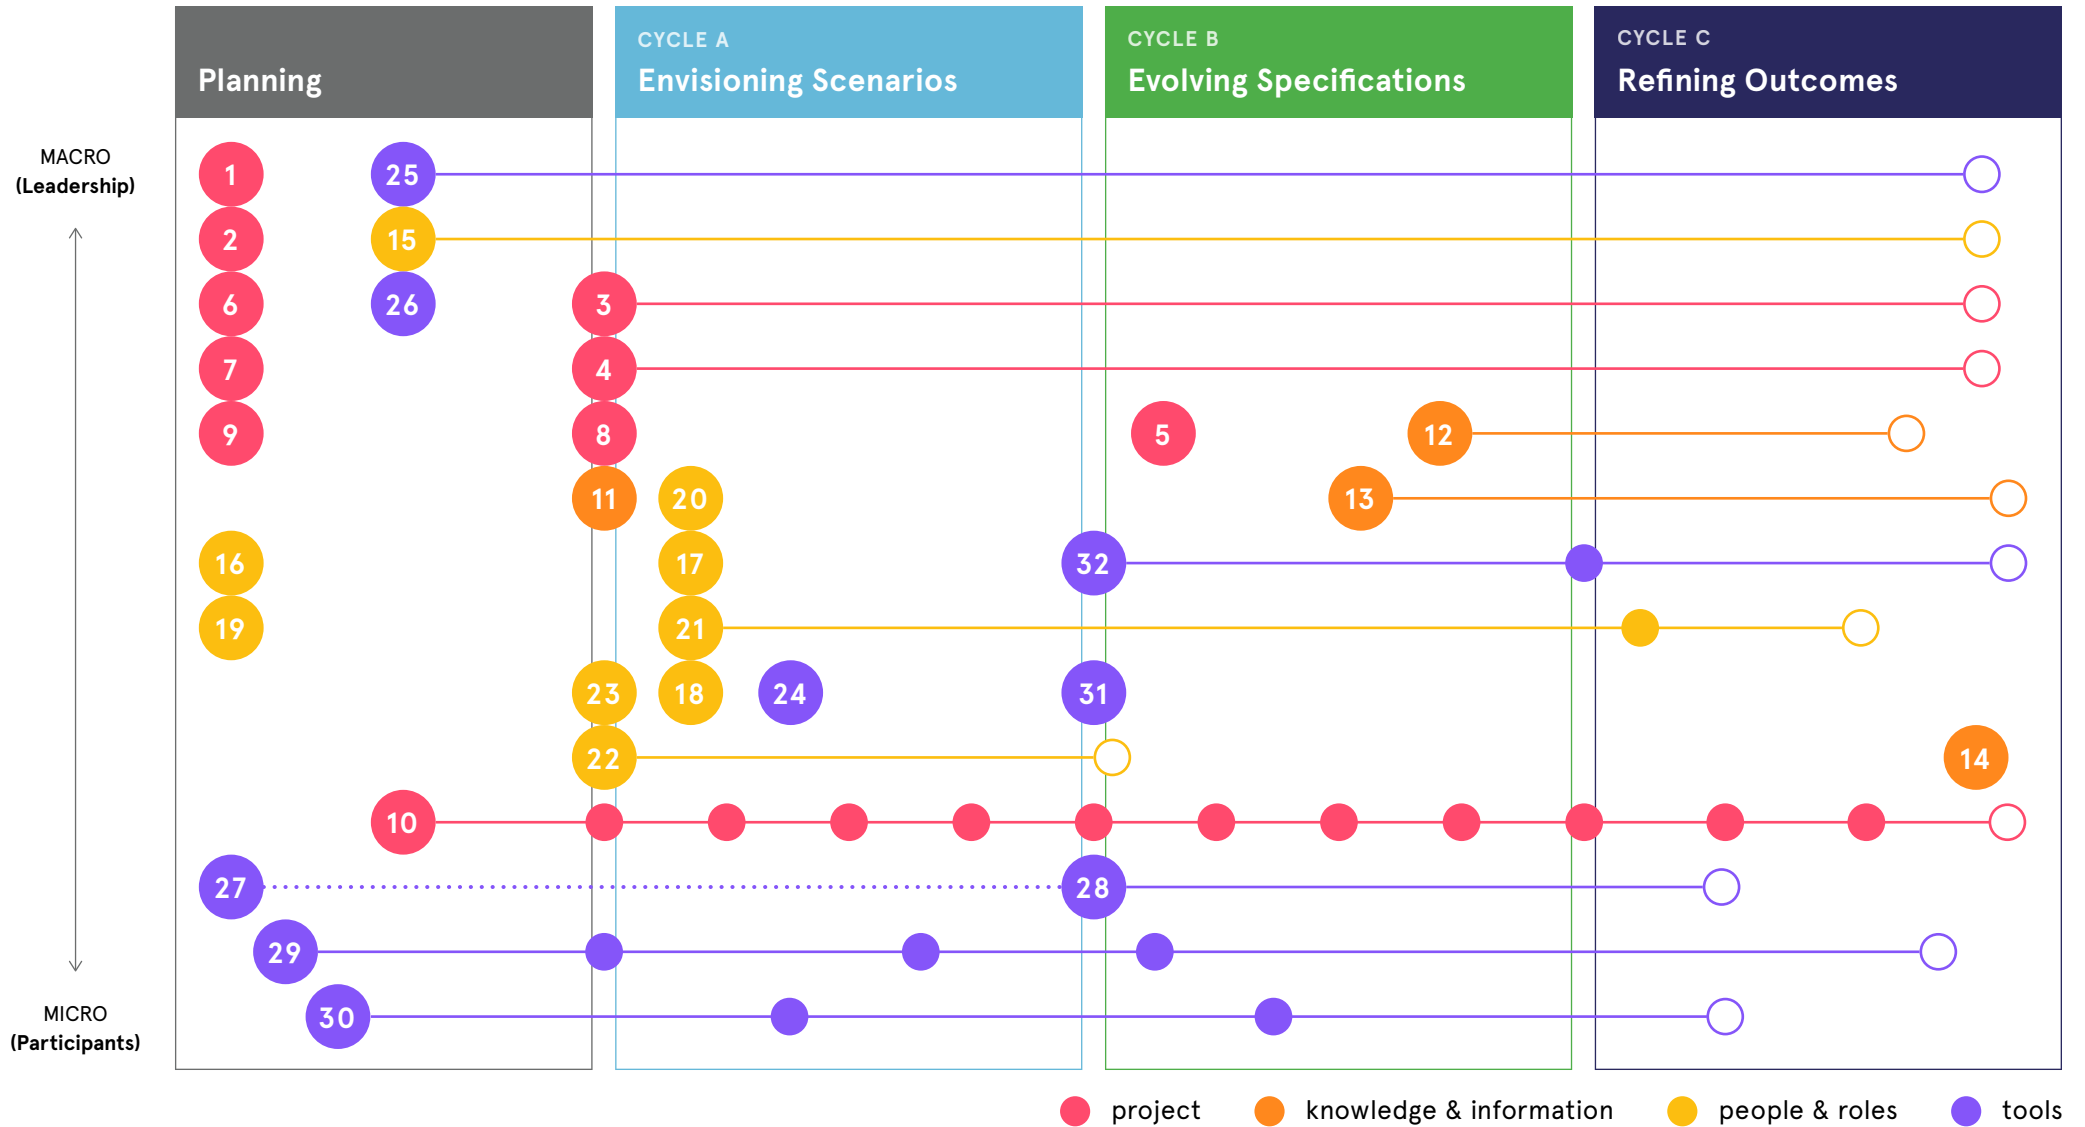 Planning
CYCLE A
Envisioning Scenarios
CYCLE B
Evolving Specifications
CYCLE C
Refining Outcomes
MACRO
(Leadership)
1 25
2 15
6 26 3
7 4
9 8 5 12
11 20 13
16 17 32
19 21
23 18 24 31
22 14
10
27 28
29
30
MICRO
(Participants)
project knowledge & information people & roles tools